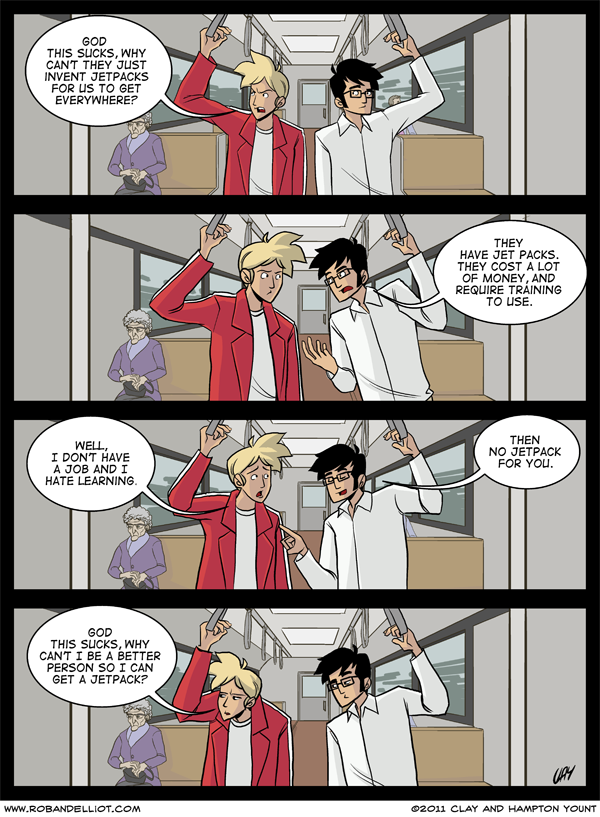 GOD
THIS SUCKS, WHY
CAN'T THEY JUST
INVENT JETPACKS
FOR US TO GET
EVERYWHERE?
THEY
HAVE JET PACKS.
THEY COST A LOT
OF MONEY, AND
REQUIRE TRAINING
TO USE.
WELL,
I DON'T HAVE
A JOB AND I
HATE LEARNING.
THEN
NO JETPACK
FOR YOU.
GOD
THIS SUCKS, WHY
CAN'T I BE A BETTER
PERSON SO I CAN
GET A JETPACK?
WWW.ROBANDELLIOT.COM
©2011 CLAY AND HAMPTON YOUNT